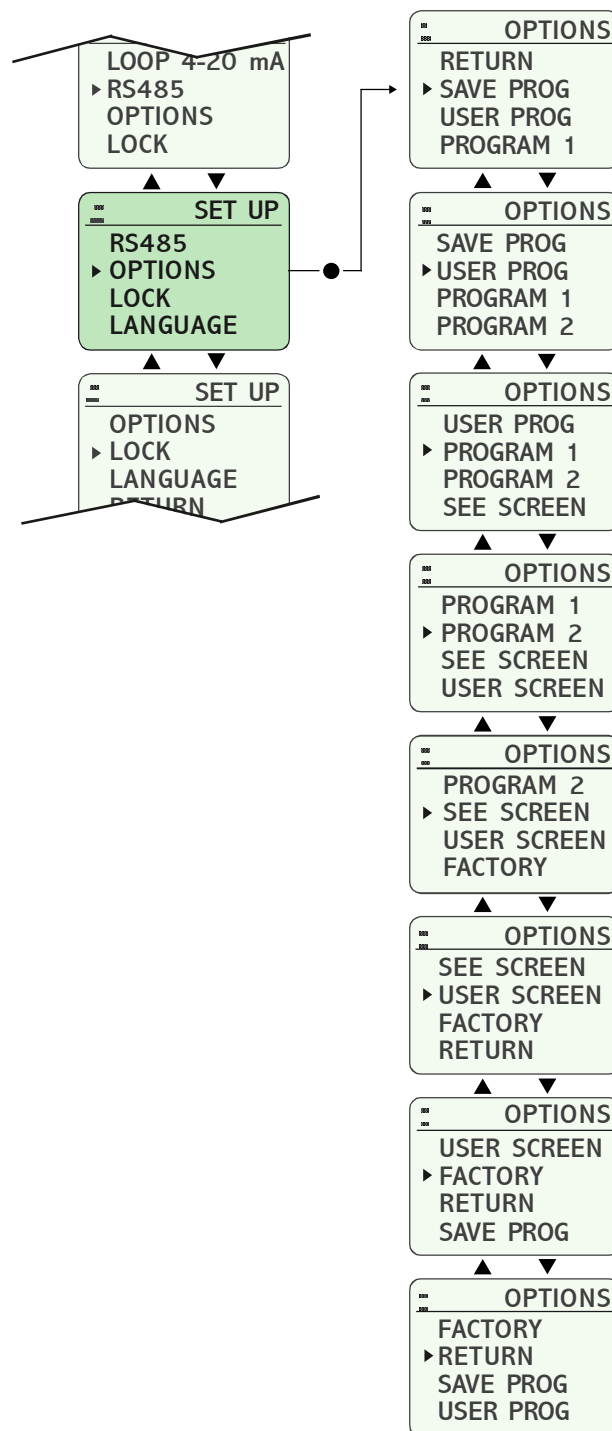 LOOP 4-20 mA
RS485
OPTIONS
LOCK
SET UP
RS485
OPTIONS
LOCK
LANGUAGE
SET UP
OPTIONS
LOCK
LANGUAGE
RETURN
OPTIONS
RETURN
SAVE PROG
USER PROG
PROGRAM 1
OPTIONS
SAVE PROG
USER PROG
PROGRAM 1
PROGRAM 2
OPTIONS
USER PROG
PROGRAM 1
PROGRAM 2
SEE SCREEN
OPTIONS
PROGRAM 1
PROGRAM 2
SEE SCREEN
USER SCREEN
OPTIONS
PROGRAM 2
SEE SCREEN
USER SCREEN
FACTORY
OPTIONS
SEE SCREEN
USER SCREEN
FACTORY
RETURN
OPTIONS
USER SCREEN
FACTORY
RETURN
SAVE PROG
OPTIONS
FACTORY
RETURN
SAVE PROG
USER PROG